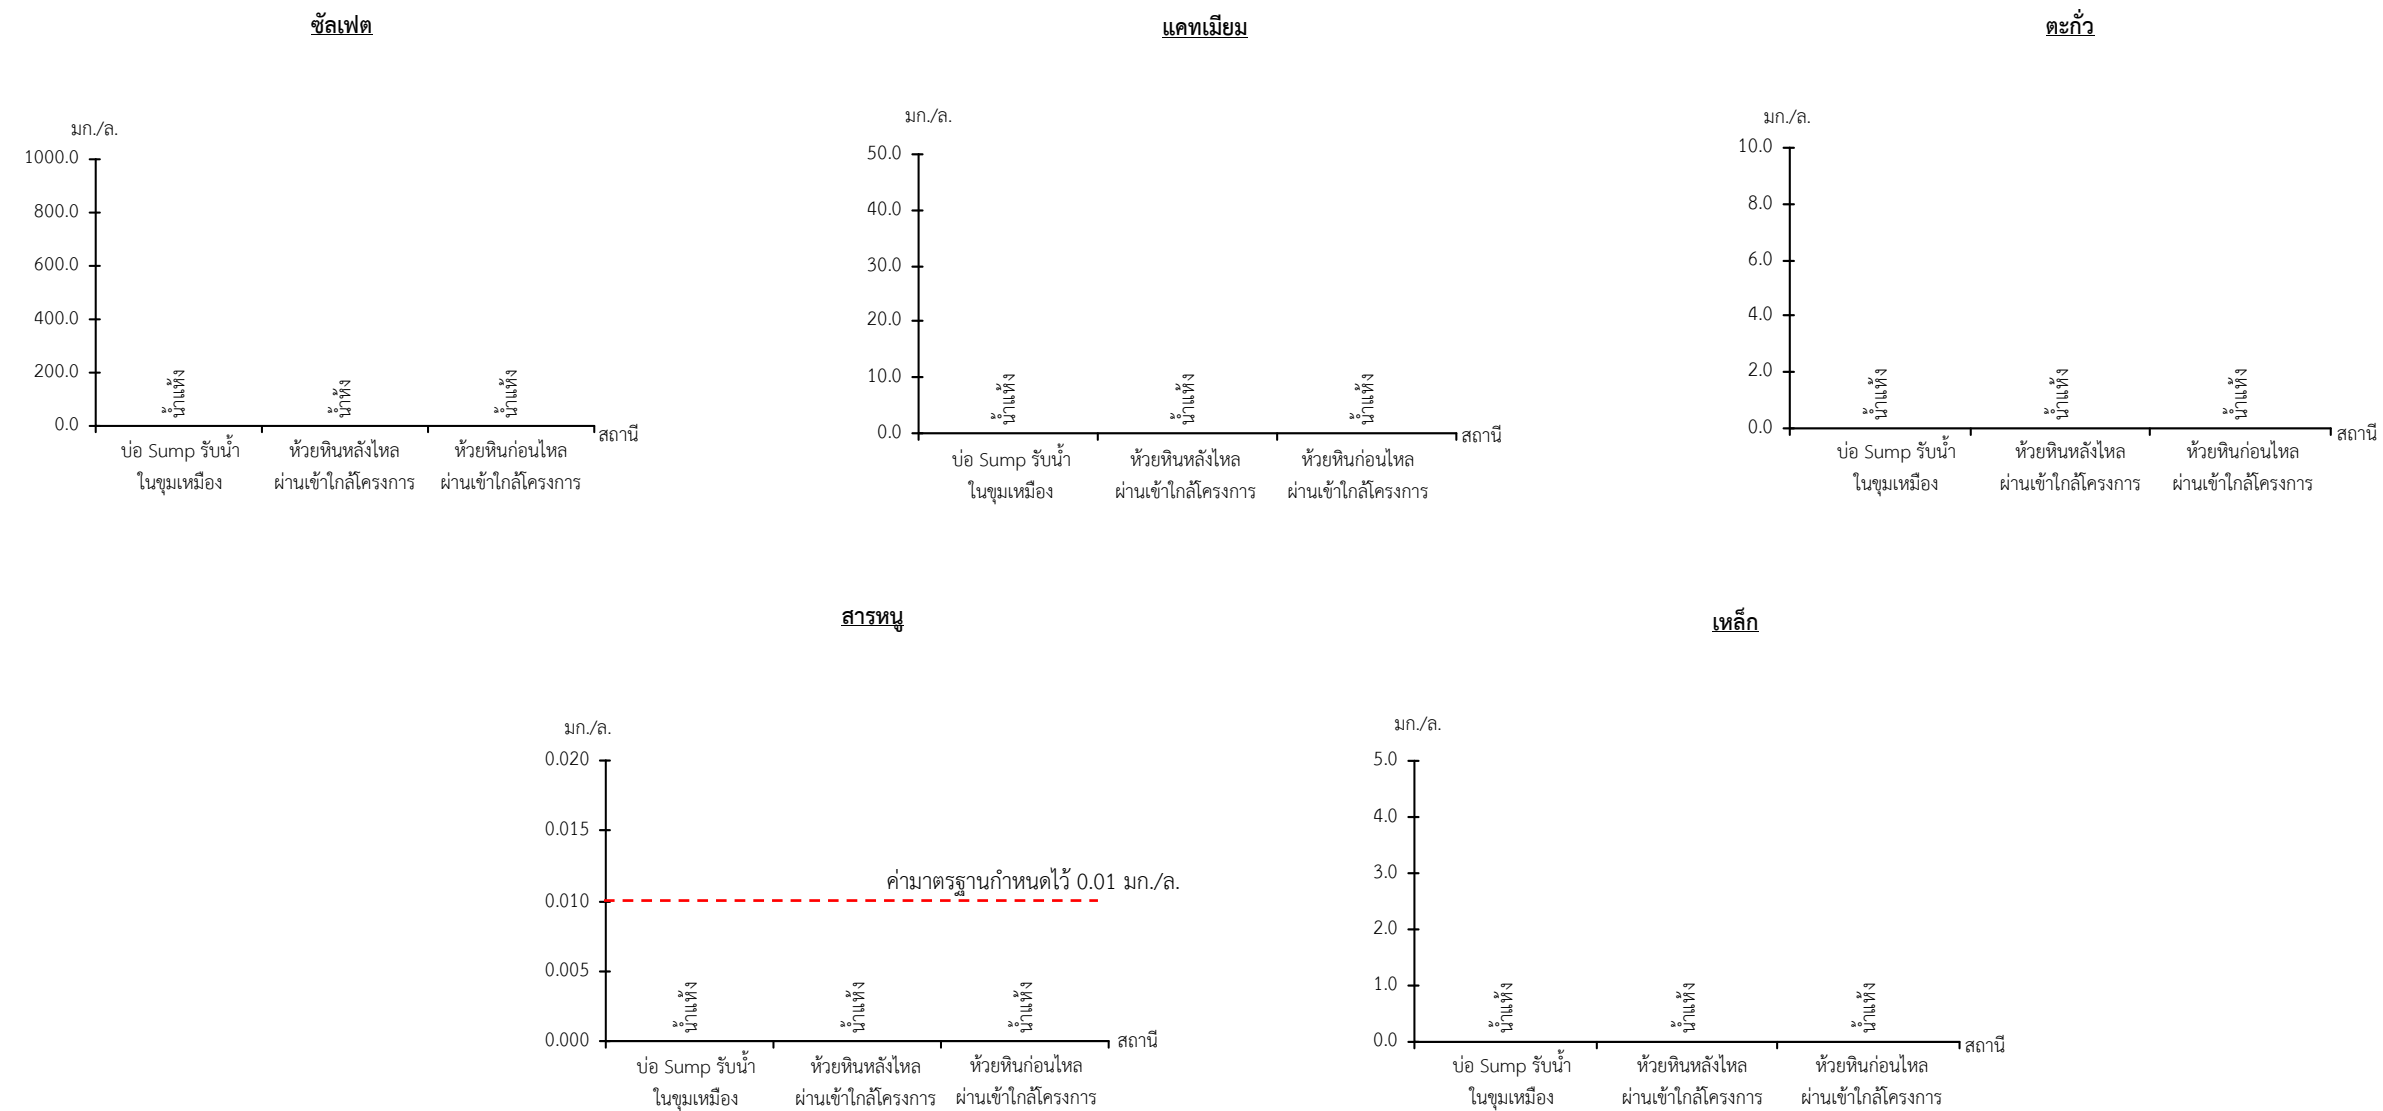 ซัลเฟต
มก./ล.
1000.0
800.0
600.0
400.0
200.0
0.0
น้ำแห้ง
น้ำห้ง
น้ำแห้ง
สถานี
บ่อ Sump รับน้ำ
ในขุมเหมือง
ห้วยหินหลังไหล
ผ่านเข้าใกล้โครงการ
ห้วยหินก่อนไหล
ผ่านเข้าใกล้โครงการ
แคทเมียม
มก./ล.
50.0
40.0
30.0
20.0
10.0
0.0
น้ำแห้ง
น้ำแห้ง
น้ำแห้ง
สถานี
บ่อ Sump รับน้ำ
ในขุมเหมือง
ห้วยหินหลังไหล
ผ่านเข้าใกล้โครงการ
ห้วยหินก่อนไหล
ผ่านเข้าใกล้โครงการ
ตะกั่ว
มก./ล.
10.0
8.0
6.0
4.0
2.0
0.0
น้ำแห้ง
น้ำแห้ง
น้ำแห้ง
สถานี
บ่อ Sump รับน้ำ
ในขุมเหมือง
ห้วยหินหลังไหล
ผ่านเข้าใกล้โครงการ
ห้วยหินก่อนไหล
ผ่านเข้าใกล้โครงการ
สารหนู
มก./ล.
0.020
0.015
0.010
0.005
0.000
ค่ามาตรฐานกำหนดไว้ 0.01 มก./ล.
น้ำแห้ง
น้ำแห้ง
น้ำแห้ง
สถานี
บ่อ Sump รับน้ำ
ในขุมเหมือง
ห้วยหินหลังไหล
ผ่านเข้าใกล้โครงการ
ห้วยหินก่อนไหล
ผ่านเข้าใกล้โครงการ
เหล็ก
มก./ล.
5.0
4.0
3.0
2.0
1.0
0.0
น้ำแห้ง
น้ำแห้ง
น้ำแห้ง
สถานี
บ่อ Sump รับน้ำ
ในขุมเหมือง
ห้วยหินหลังไหล
ผ่านเข้าใกล้โครงการ
ห้วยหินก่อนไหล
ผ่านเข้าใกล้โครงการ